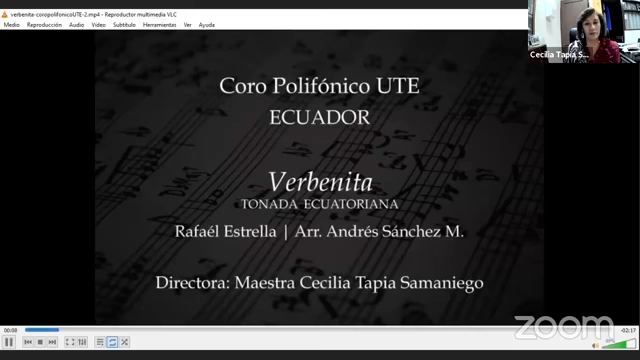 verbenita-coropolifonicoUTE-2.mp4 - Reproductor multimedia VLC
Medio Reproducción Audio Video Subtítulo Herramientas Ver Ayuda
Cecilia Tapia S...
Coro Polifónico UTE
ECUADOR
Verbenita
TONADA ECUATORIANA
Rafaél Estrella | Arr. Andrés Sánchez M.
Directora: Maestra Cecilia Tapia Samaniego
00:08
-02:17
zoom